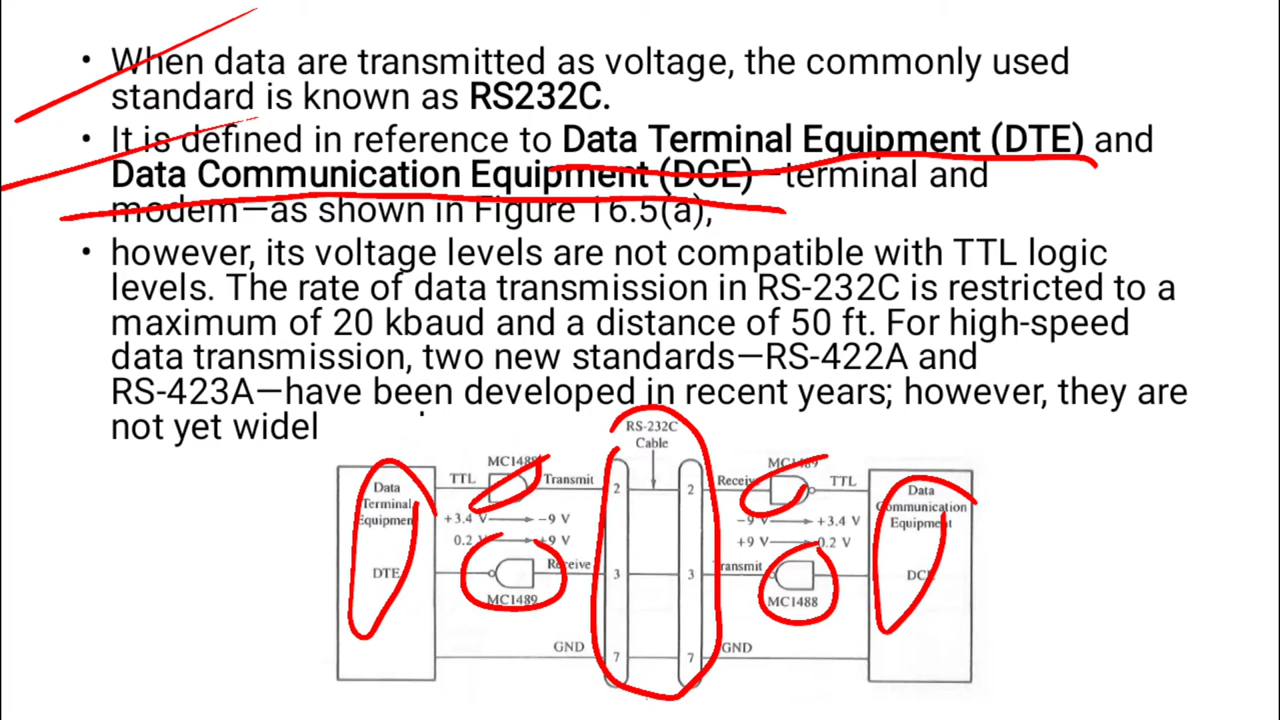 • When data are transmitted as voltage, the commonly used
standard is known as RS232C.
• It is defined in reference to Data Terminal Equipment (DTE) and
Data Communication Equipment (DCE)—terminal and
modem—as shown in Figure 16.5(a),
• however, its voltage levels are not compatible with TTL logic
levels. The rate of data transmission in RS-232C is restricted to a
maximum of 20 kbaud and a distance of 50 ft. For high-speed
data transmission, two new standards—RS-422A and
RS-423A—have been developed in recent years; however, they are
not yet widel
RS-232C
Cable
MC1488
MC1489
TTL
Transmit
2
2
Receive
TTL
Data
Terminal
Equipment
Data
Communication
Equipment
+3.4 V
-9 V
-9 V
+3.4 V
0.2 V
+9 V
+9 V
0.2 V
Receive
Transmit
DTE
3
3
DCE
MC1489
MC1488
GND
7
7
GND